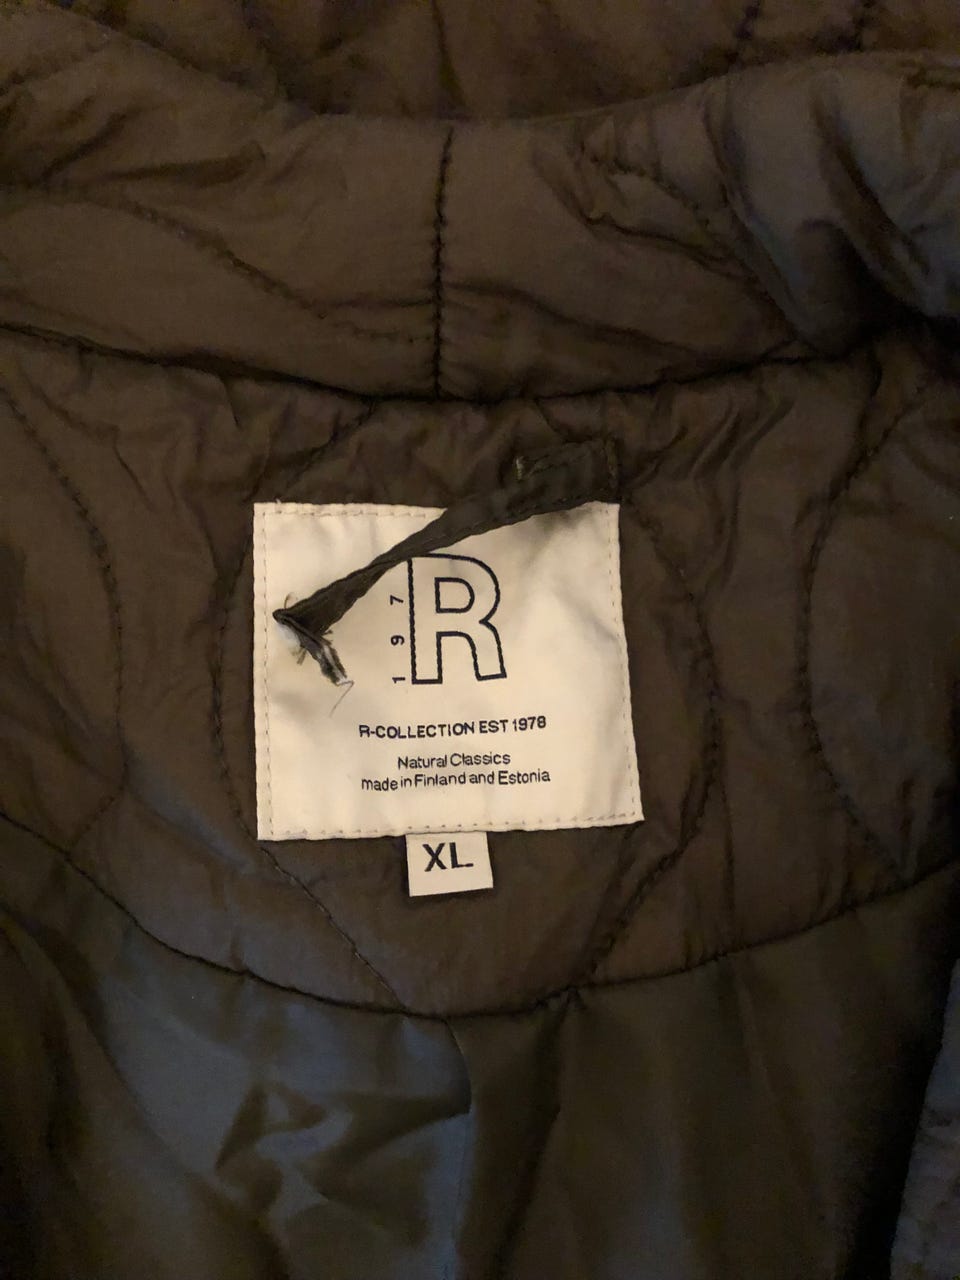 197
R
R-COLLECTION EST 1978
Natural Classics
made in Finland and Estonia
XL